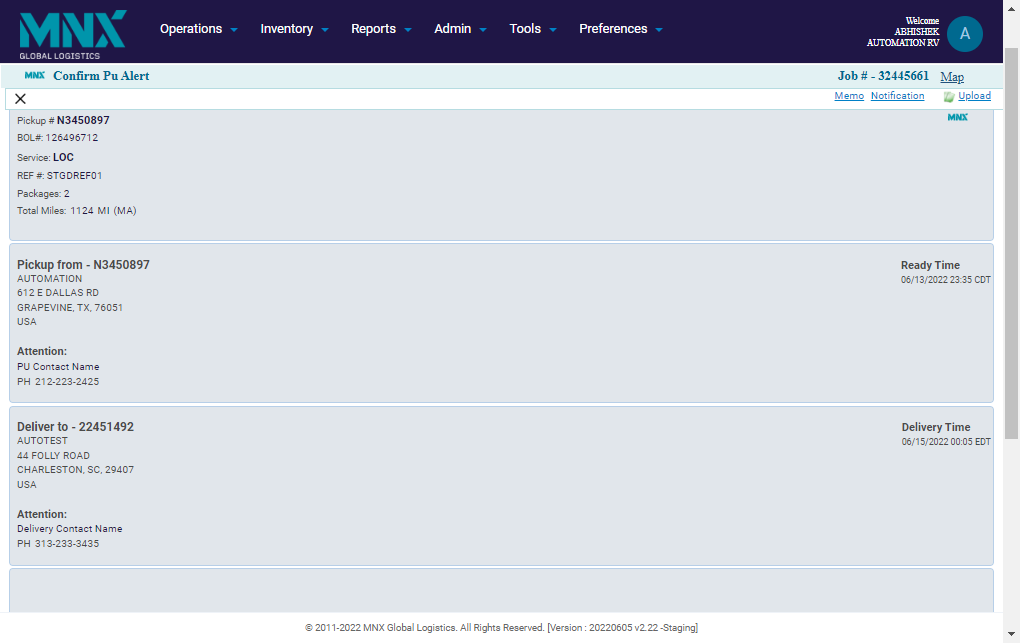 MNX
GLOBAL LOGISTICS
Operations Inventory Reports Admin Tools Preferences
Welcome
ABHISHEK
AUTOMATION RV
A
MNX Confirm Pu Alert Job # - 32445661 Map
Memo Notification Upload
Pickup # N3450897 MNX
BOL#: 126496712
Service: LOC
REF #: STGDREF01
Packages: 2
Total Miles: 1124 MI (MA)
Pickup from - N3450897 Ready Time
AUTOMATION 06/13/2022 23:35 CDT
612 E DALLAS RD
GRAPEVINE, TX, 76051
USA
Attention:
PU Contact Name
PH 212-223-2425
Deliver to - 22451492 Delivery Time
AUTOTEST 06/15/2022 00:05 EDT
44 FOLLY ROAD
CHARLESTON, SC, 29407
USA
Attention:
Delivery Contact Name
PH 313-233-3435
© 2011-2022 MNX Global Logistics. All Rights Reserved. [Version : 20220605 v2.22 -Staging]